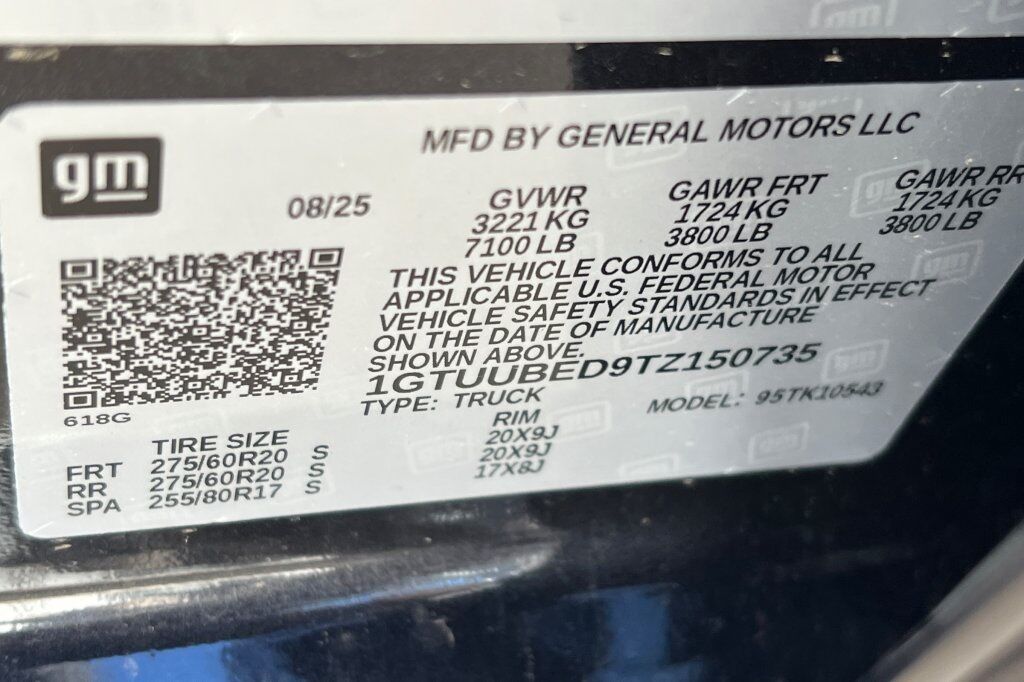 gm
MFD BY GENERAL MOTORS LLC
08/25
GVWR GAWR FRT GAWR RR
3221 KG 1724 KG 1724 KG
7100 LB 3800 LB 3800 LB
THIS VEHICLE CONFORMS TO ALL
APPLICABLE U.S. FEDERAL MOTOR
VEHICLE SAFETY STANDARDS IN EFFECT
ON THE DATE OF MANUFACTURE
SHOWN ABOVE.
1GTUUBED9TZ150735
TYPE: TRUCK MODEL: 95TK10543
618G
TIRE SIZE RIM
FRT 275/60R20 S 20X9J
RR 275/60R20 S 20X9J
SPA 255/80R17 S 17X8J